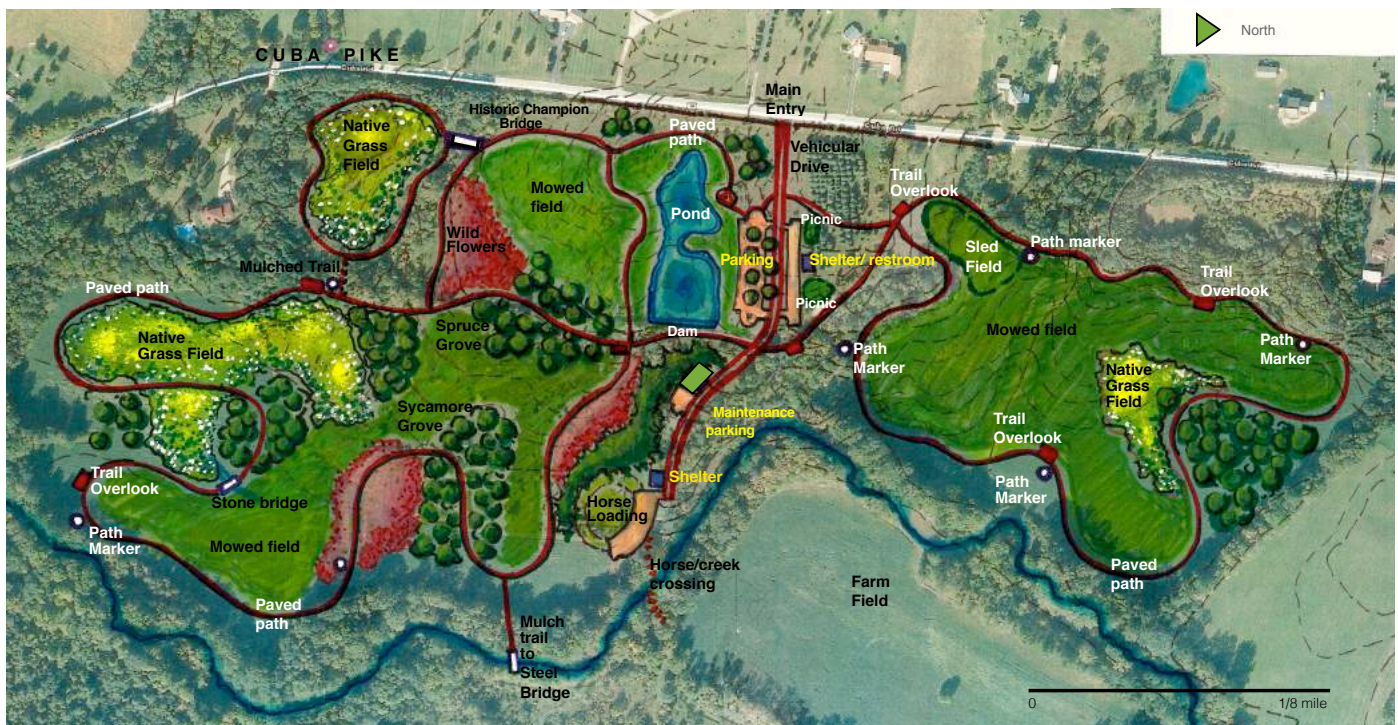 North
CUBA PIKE
Main
Entry
Historic Champion
Bridge
Native
Grass
Field
Paved
path
Vehicular
Drive
Trail
Overlook
Mowed
field
Pond
Picnic
Wild
Flowers
Parking
Shelter/ restroom
Sled
Field
Path marker
Mulched Trail
Trail
Overlook
Paved path
Picnic
Spruce
Grove
Dam
Mowed field
Native
Grass Field
Path
Marker
Path
Marker
Native
Grass
Field
Sycamore
Grove
Maintenance
parking
Trail
Overlook
Trail
Overlook
Shelter
Path
Marker
Stone bridge
Horse
Loading
Path
Marker
Mowed field
Horse/creek
crossing
Farm
Field
Paved
path
Paved
path
Mulch
trail
to
Steel
Bridge
0
1/8 mile